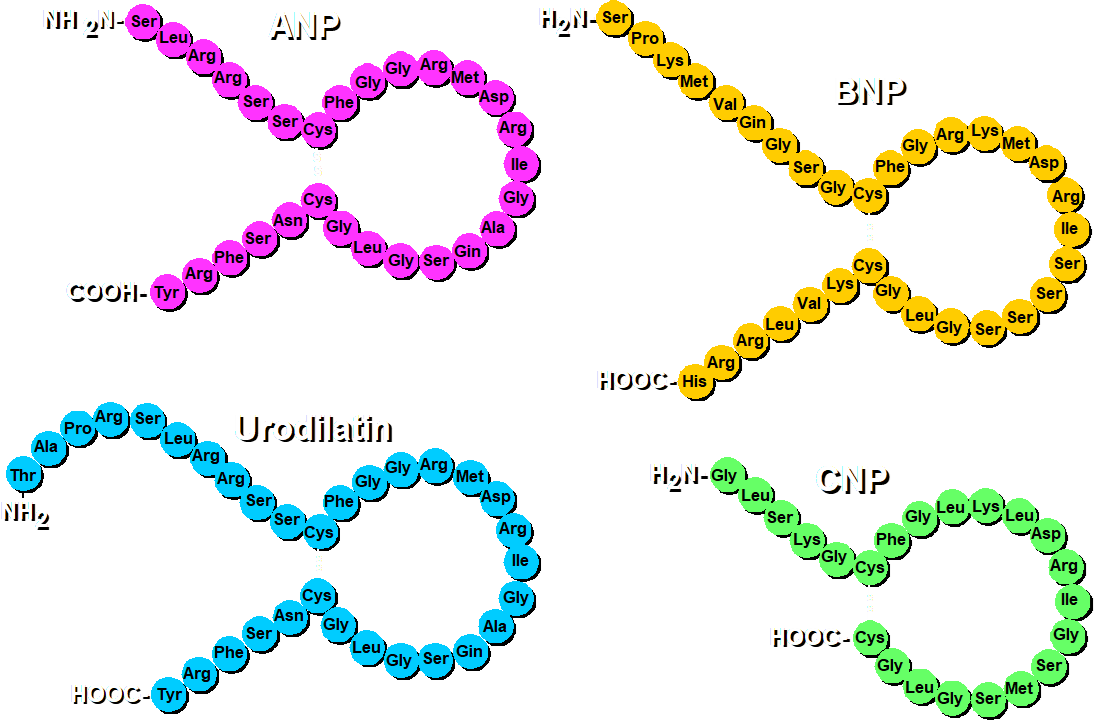 ANP
NH2N-
Ser
Leu
Arg
Arg
Ser
Ser
Cys
Phe
Gly
Gly
Arg
Met
Asp
Arg
Ile
Gly
Ala
Gin
Ser
Gly
Leu
Gly
Cys
Asn
Ser
Phe
Arg
Tyr
COOH-
BNP
H2N-
Ser
Pro
Lys
Met
Val
Gin
Gly
Ser
Gly
Cys
Phe
Gly
Arg
Lys
Met
Asp
Arg
Ile
Ser
Ser
Ser
Ser
Gly
Leu
Gly
Cys
Lys
Val
Leu
Arg
Arg
His
HOOC-
Urodilatin
NH2
Thr
Ala
Pro
Arg
Ser
Leu
Arg
Arg
Ser
Ser
Cys
Phe
Gly
Gly
Arg
Met
Asp
Arg
Ile
Gly
Ala
Gin
Ser
Gly
Leu
Gly
Cys
Asn
Ser
Phe
Arg
Tyr
HOOC-
CNP
H2N-
Gly
Leu
Ser
Lys
Gly
Cys
Phe
Gly
Leu
Lys
Leu
Asp
Arg
Ile
Gly
Ser
Met
Ser
Gly
Leu
Gly
Cys
HOOC-